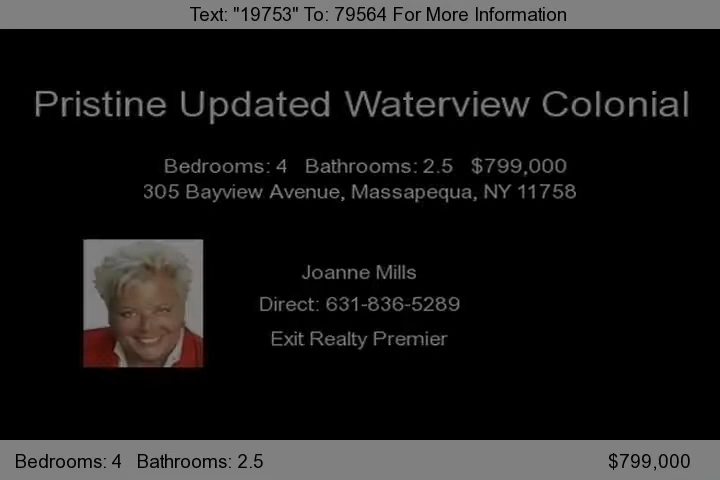 Text: "19753" To: 79564 For More Information
Pristine Updated Waterview Colonial
Bedrooms: 4 Bathrooms: 2.5 $799,000
305 Bayview Avenue, Massapequa, NY 11758
Joanne Mills
Direct: 631-836-5289
Exit Realty Premier
Bedrooms: 4 Bathrooms: 2.5 $799,000